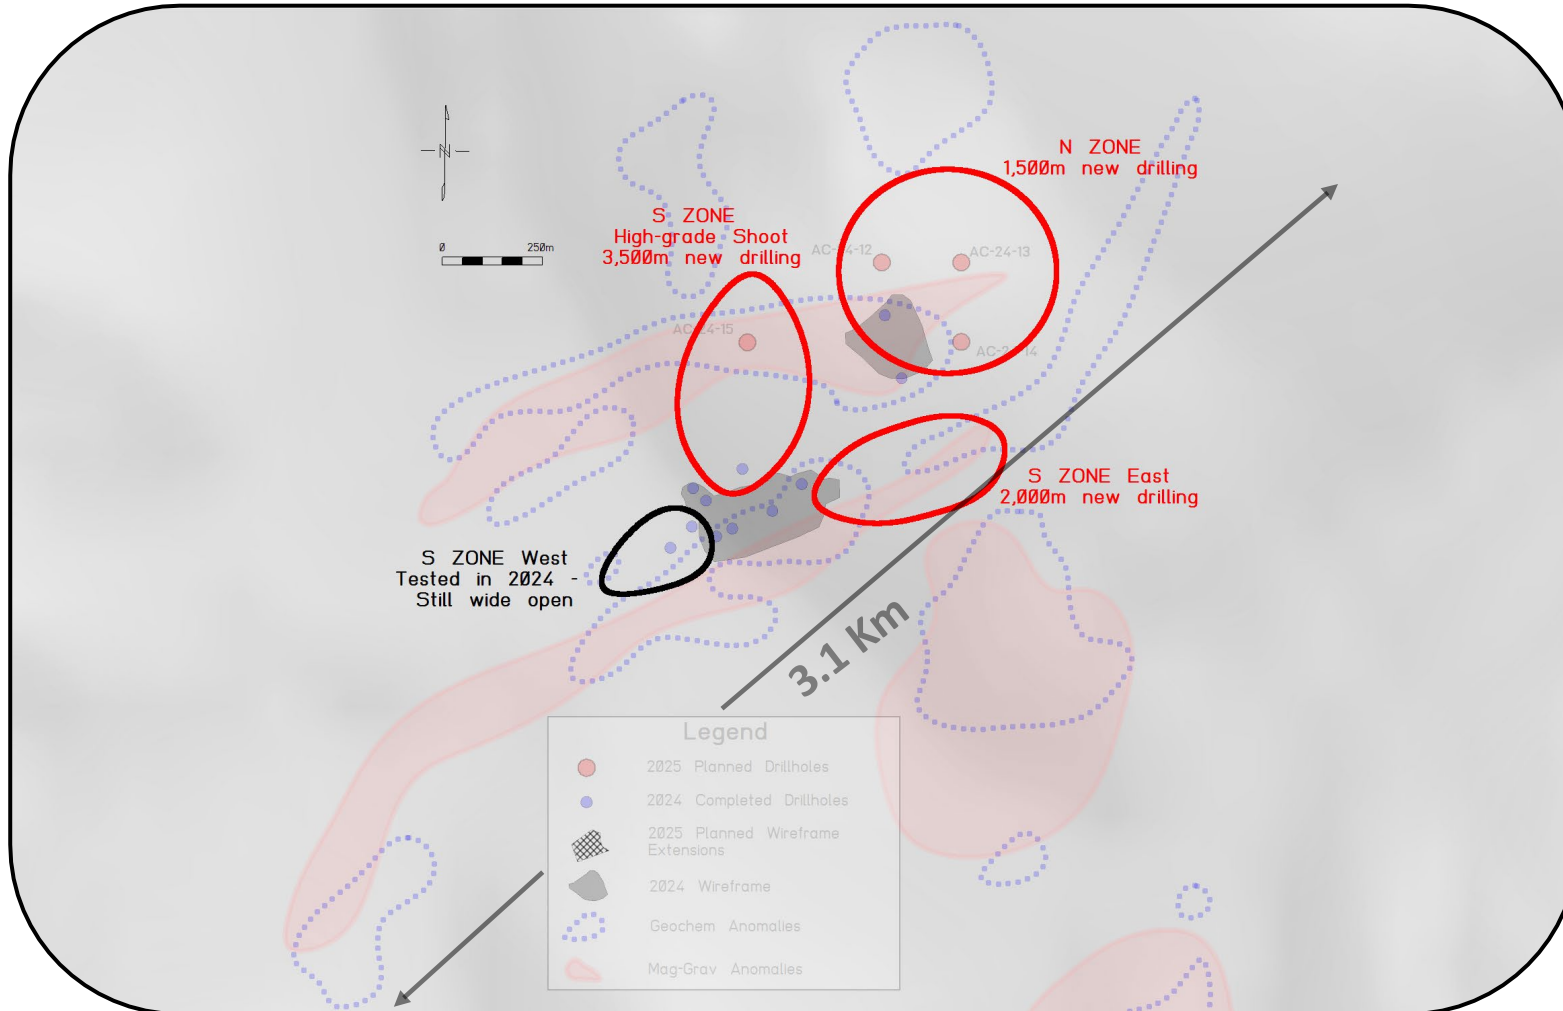 N ZONE
1,500m new drilling
N
S ZONE
High-grade Shoot
3,500m new drilling
0 250m
AC-24-12
AC-24-13
AC-24-15
AC-24-14
S ZONE East
2,000m new drilling
S ZONE West
Tested in 2024 -
Still wide open
3.1 Km
Legend
2025 Planned Drillholes
2024 Completed Drillholes
2025 Planned Wireframe
Extensions
2024 Wireframe
Geochem Anomalies
Mag-Grav Anomalies